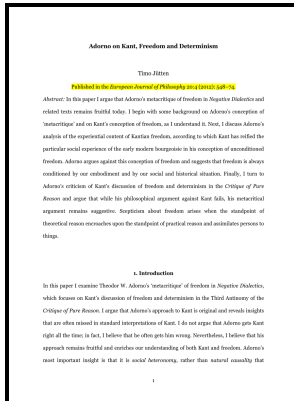 Adorno on Kant, Freedom and Determinism
Timo Jütten
Published in the European Journal of Philosophy 20:4 (2012): 548–74
Abstract: In this paper I argue that Adorno's metacritique of freedom in Negative Dialectics and
related texts remains fruitful today. I begin with some background on Adorno's conception of
'metacritique' and on Kant's conception of freedom, as I understand it. Next, I discuss Adorno's
analysis of the experiential content of Kantian freedom, according to which Kant has reified the
particular social experience of the early modern bourgeoisie in his conception of unconditioned
freedom. Adorno argues against this conception of freedom and suggests that freedom is always
conditioned by our embodiment and by our social and historical situation. Finally, I turn to
Adorno's criticism of Kant's discussion of freedom and determinism in the Critique of Pure
Reason and argue that while his philosophical argument against Kant fails, his metacritical
argument remains suggestive. Scepticism about freedom arises when the standpoint of
theoretical reason encroaches upon the standpoint of practical reason and assimilates persons to
things.
1. Introduction
In this paper I examine Theodor W. Adorno's 'metacritique' of freedom in Negative Dialectics,
which focuses on Kant's discussion of freedom and determinism in the Third Antinomy of the
Critique of Pure Reason. I argue that Adorno's approach to Kant is original and reveals insights
that are often missed in standard interpretations of Kant. I do not argue that Adorno gets Kant
right all the time; in fact, I believe that he often gets him wrong. Nevertheless, I believe that his
approach remains fruitful and enriches our understanding of both Kant and freedom. Adorno's
most important insight is that it is social heteronomy, rather than natural causality that
1